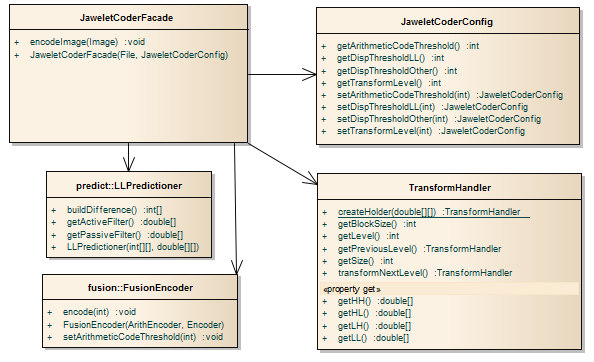 JaweletCoderFacade
+ encodeImage(Image) :void
+ JaweletCoderFacade(File, JaweletCoderConfig)
JaweletCoderConfig
+ getArithmeticCodeThreshold() :int
+ getDispThresholdLL() :int
+ getDispThresholdOther() :int
+ getTransformLevel() :int
+ setArithmeticCodeThreshold(int) :JaweletCoderConfig
+ setDispThresholdLL(int) :JaweletCoderConfig
+ setDispThresholdOther(int) :JaweletCoderConfig
+ setTransformLevel(int) :JaweletCoderConfig
predict::LLPredictioner
+ buildDifference() :int[]
+ getActiveFilter() :double[]
+ getPassiveFilter() :double[]
+ LLPredictioner(int[][], double[][])
TransformHandler
+ createHolder(double[][]) :TransformHandler
+ getBlockSize() :int
+ getLevel() :int
+ getPreviousLevel() :TransformHandler
+ getSize() :int
+ transformNextLevel() :TransformHandler
«property get»
+ getHH() :double[]
+ getHL() :double[]
+ getLH() :double[]
+ getLL() :double[]
fusion::FusionEncoder
+ encode(int) :void
+ FusionEncoder(ArithEncoder, Encoder)
+ setArithmeticCodeThreshold(int) :void